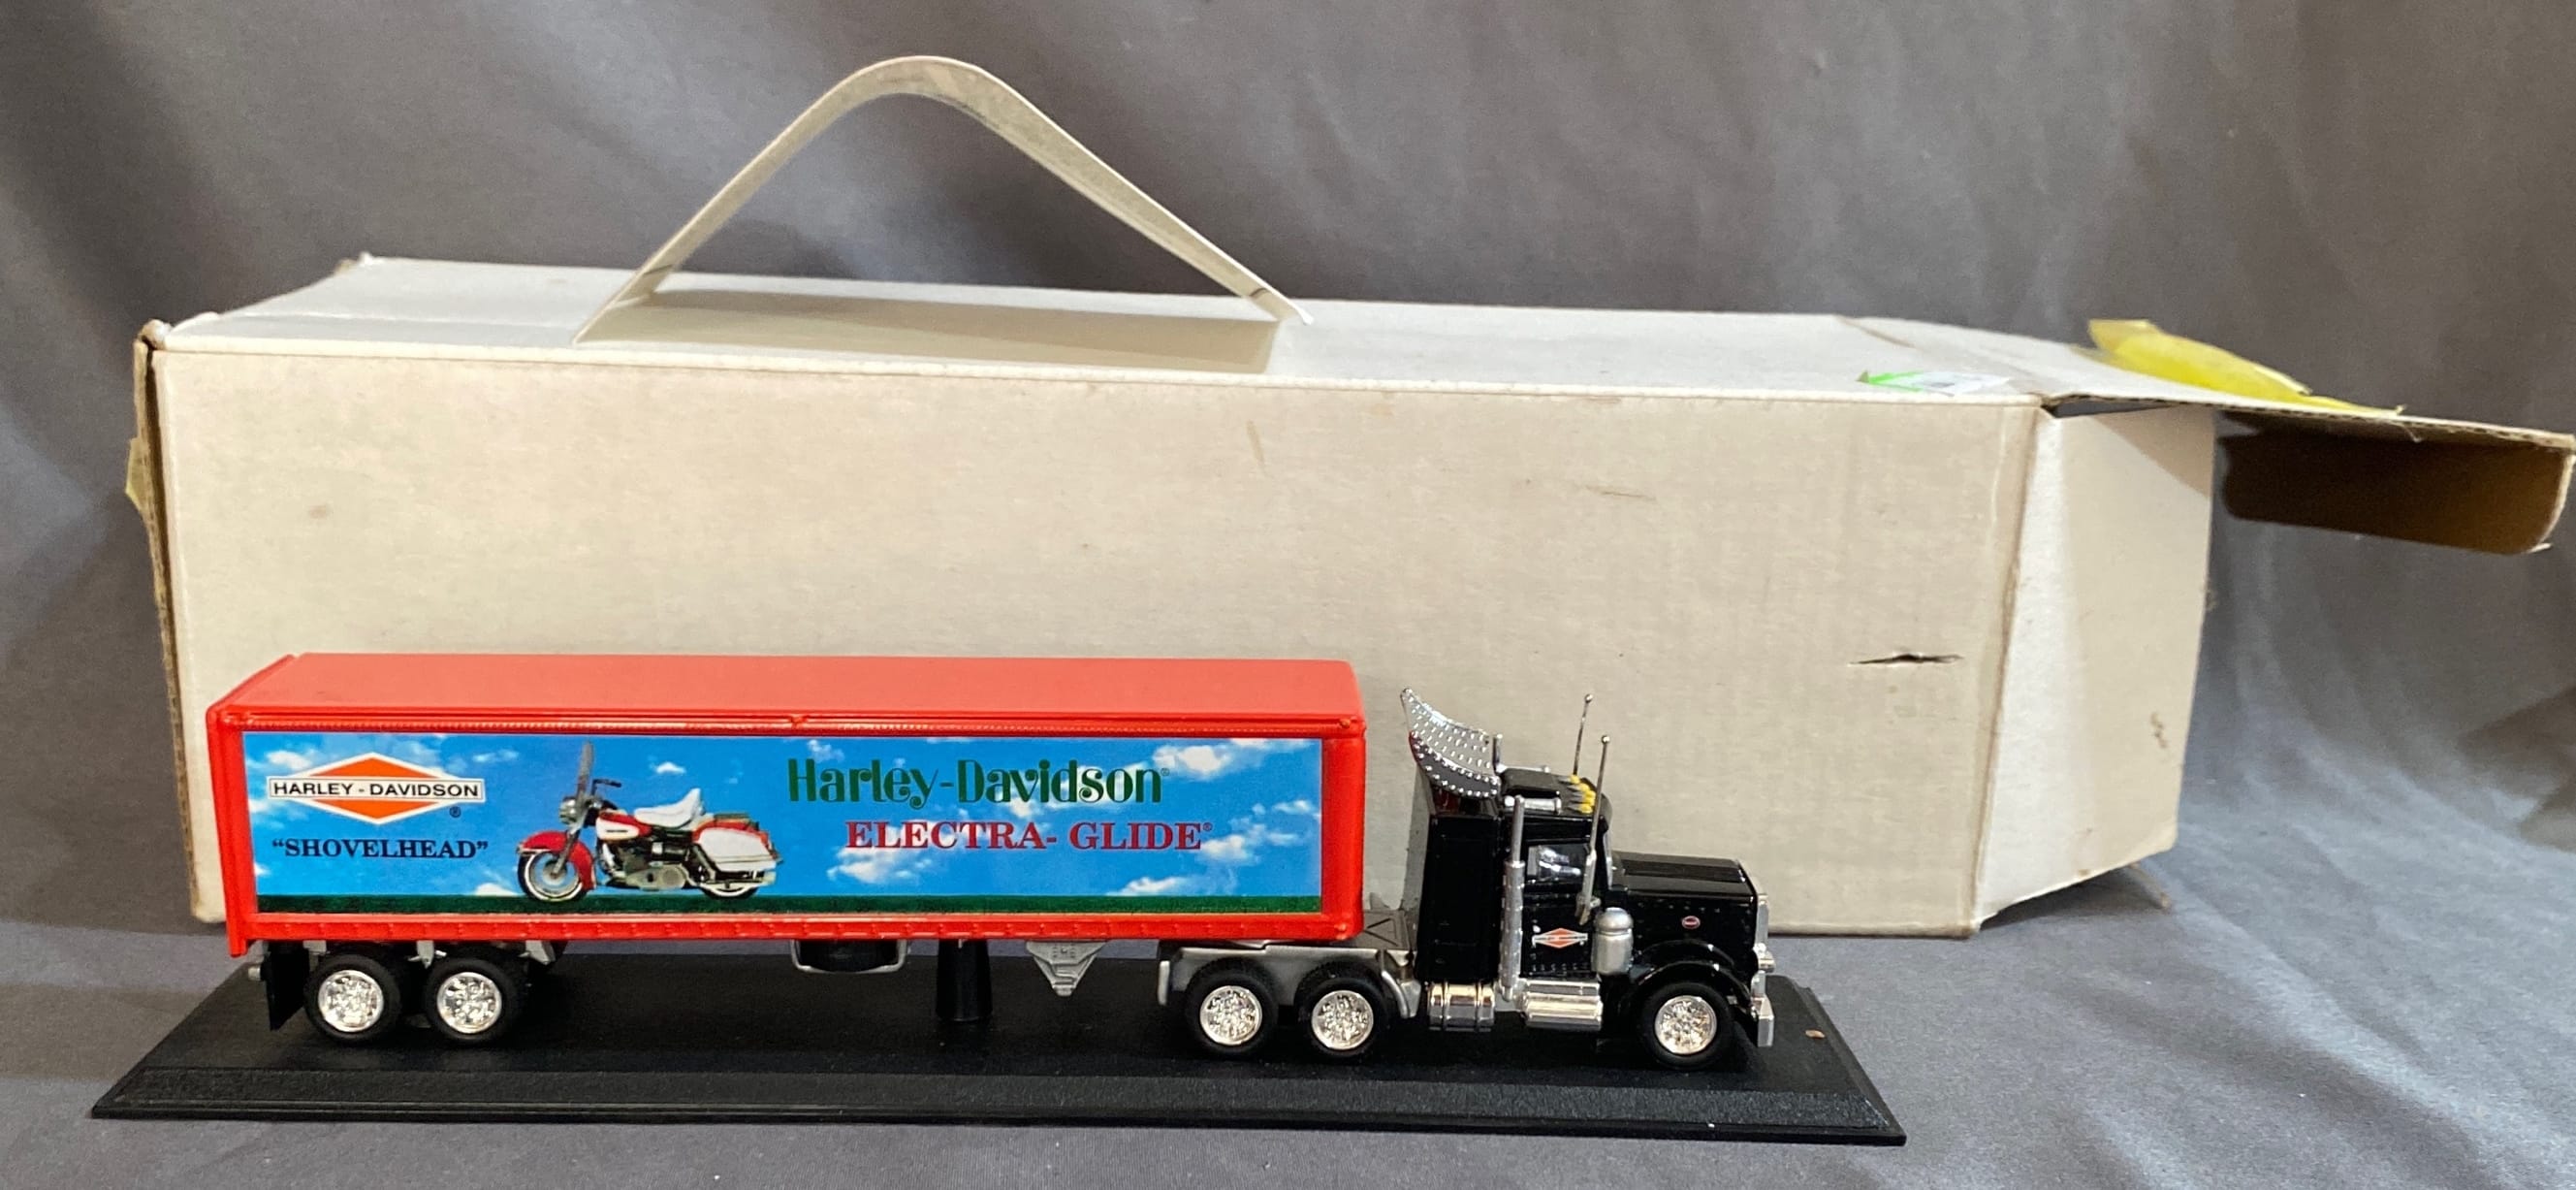 HARLEY-DAVIDSON
®
"SHOVELHEAD"
Harley-Davidson®
ELECTRA-GLIDE®